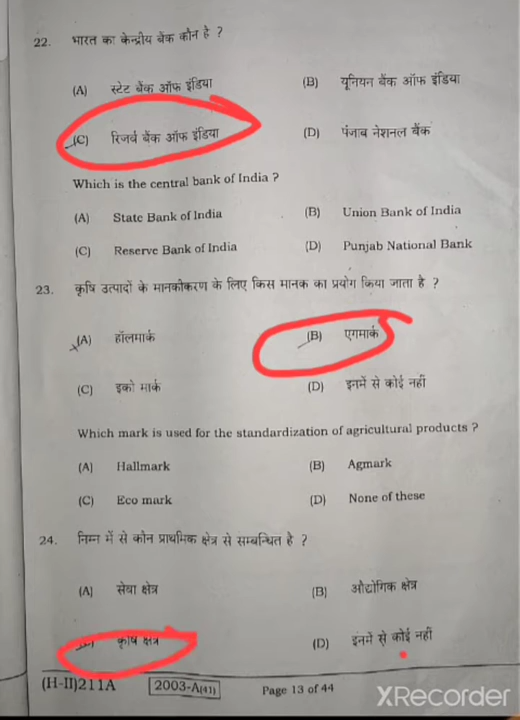 22. भारत का केन्द्रीय बैंक कौन है ?
(A) स्टेट बैंक ऑफ इंडिया (B) यूनियन बैंक ऑफ इंडिया
(C) रिजर्व बैंक ऑफ इंडिया (D) पंजाब नेशनल बैंक
Which is the central bank of India ?
(A) State Bank of India (B) Union Bank of India
(C) Reserve Bank of India (D) Punjab National Bank
23. कृषि उत्पादों के मानकीकरण के लिए किस मानक का प्रयोग किया जाता है ?
(A) हॉलमार्क (B) एगमार्क
(C) इको मार्क (D) इनमें से कोई नहीं
Which mark is used for the standardization of agricultural products ?
(A) Hallmark (B) Agmark
(C) Eco mark (D) None of these
24. निम्न में से कौन प्राथमिक क्षेत्र से सम्बन्धित है ?
(A) सेवा क्षेत्र (B) औद्योगिक क्षेत्र
कृषि क्षेत्र (D) इनमें से कोई नहीं
(H-II)211A 2003-A(41) Page 13 of 44
XRecorder